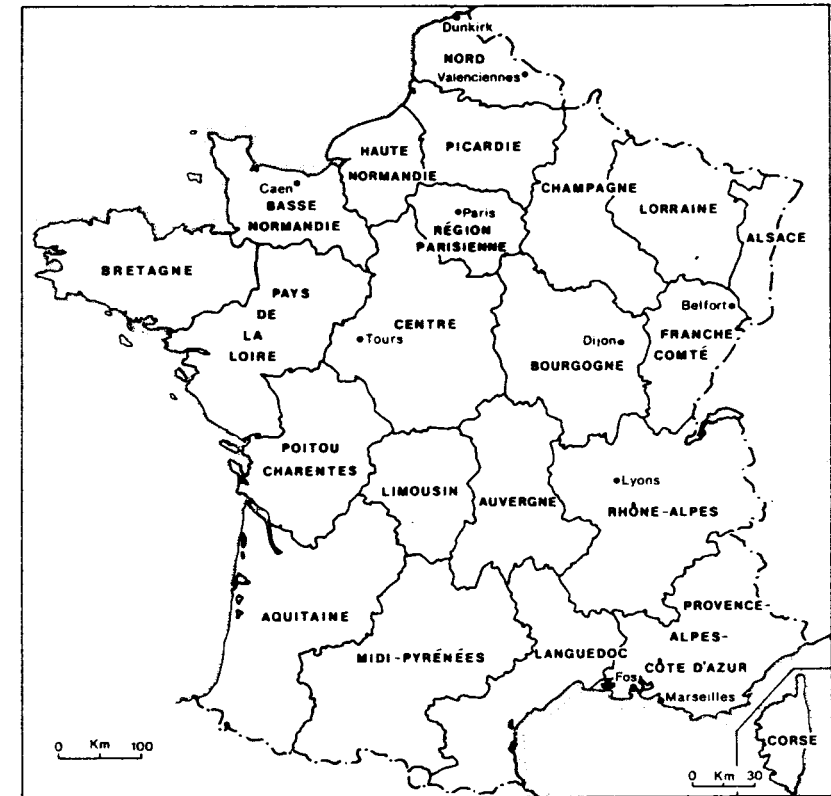 Dunkirk
NORD
Valenciennes
HAUTE
NORMANDIE
PICARDIE
Caen
BASSE
NORMANDIE
Paris
RÉGION
PARISIENNE
CHAMPAGNE
LORRAINE
ALSACE
BRETAGNE
PAYS
DE
LA
LOIRE
CENTRE
Tours
Dijon
BOURGOGNE
Belfort
FRANCHE
COMTÉ
POITOU
CHARENTES
LIMOUSIN
AUVERGNE
Lyons
RHÔNE-ALPES
AQUITAINE
MIDI-PYRÉNÉES
LANGUEDOC
PROVENCE-
ALPES-
CÔTE D'AZUR
Fos
Marseilles
CORSE
0 Km 100
0 Km 30